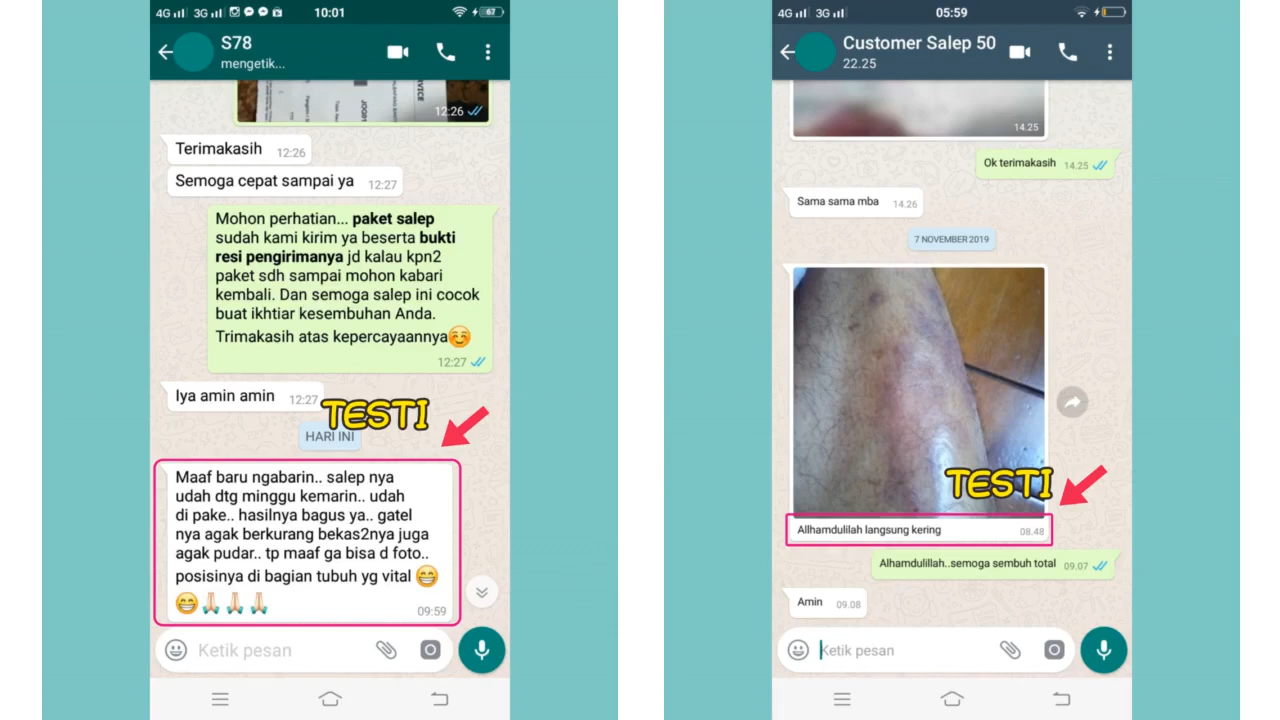 4G 3G 10:01 67
S78
mengetik...
12:26
Terimakasih 12:26
Semoga cepat sampai ya 12:27
Mohon perhatian... paket salep
sudah kami kirim ya beserta bukti
resi pengirimanya jd kalau kpn2
paket sdh sampai mohon kabari
kembali. Dan semoga salep ini cocok
buat ikhtiar kesembuhan Anda.
Trimakasih atas kepercayaannya😊
12:27
Iya amin amin 12:27
TESTI
HARI INI
Maaf baru ngabarin.. salep nya
udah dtg minggu kemarin.. udah
di pake.. hasilnya bagus ya.. gatel
nya agak berkurang bekas2nya juga
agak pudar.. tp maaf ga bisa d foto..
posisinya di bagian tubuh yg vital 😁
😁🙏🙏🙏
09:59
Ketik pesan
4G 3G 05:59
Customer Salep 50
22.25
14.25
Ok terimakasih 14.25
Sama sama mba 14.26
7 NOVEMBER 2019
TESTI
Allhamdulilah langsung kering 08.48
Alhamdulillah..semoga sembuh total 09.07
Amin 09.08
Ketik pesan